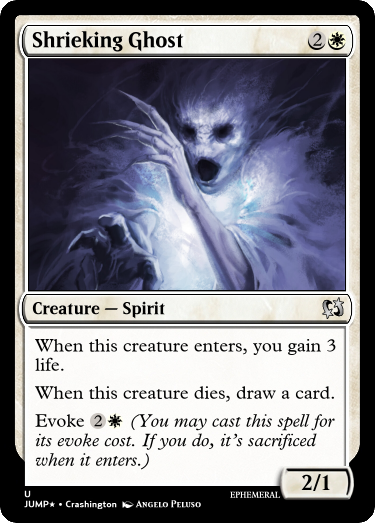 Shrieking Ghost 2
Creature — Spirit
When this creature enters, you gain 3
life.
When this creature dies, draw a card.
Evoke 2 (You may cast this spell for
its evoke cost. If you do, it's sacrificed
when it enters.)
2/1
U EPHEMERAL
JUMP★ • Crashington Angelo Peluso